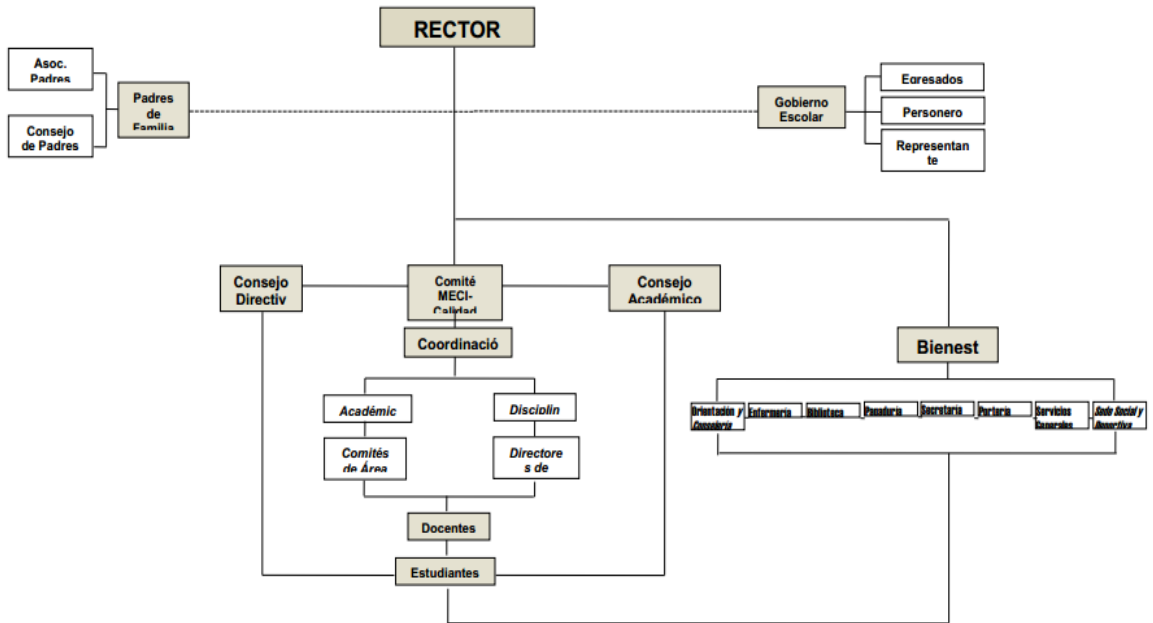 RECTOR
Asoc.
Padres
Consejo
de Padres
Padres
de
Familia
Gobierno
Escolar
Egresados
Personero
Representan
te
Consejo
Directiv
Comité
MECI-
Calidad
Consejo
Académico
Coordinació
Académic
Disciplin
Comités
de Área
Directore
s de
Docentes
Estudiantes
Bienest
Orientación y
Consejería
Enfermería
Biblioteca
Panaduría
Secretaría
Portería
Servicios
Generales
Sede Social y
Deportiva